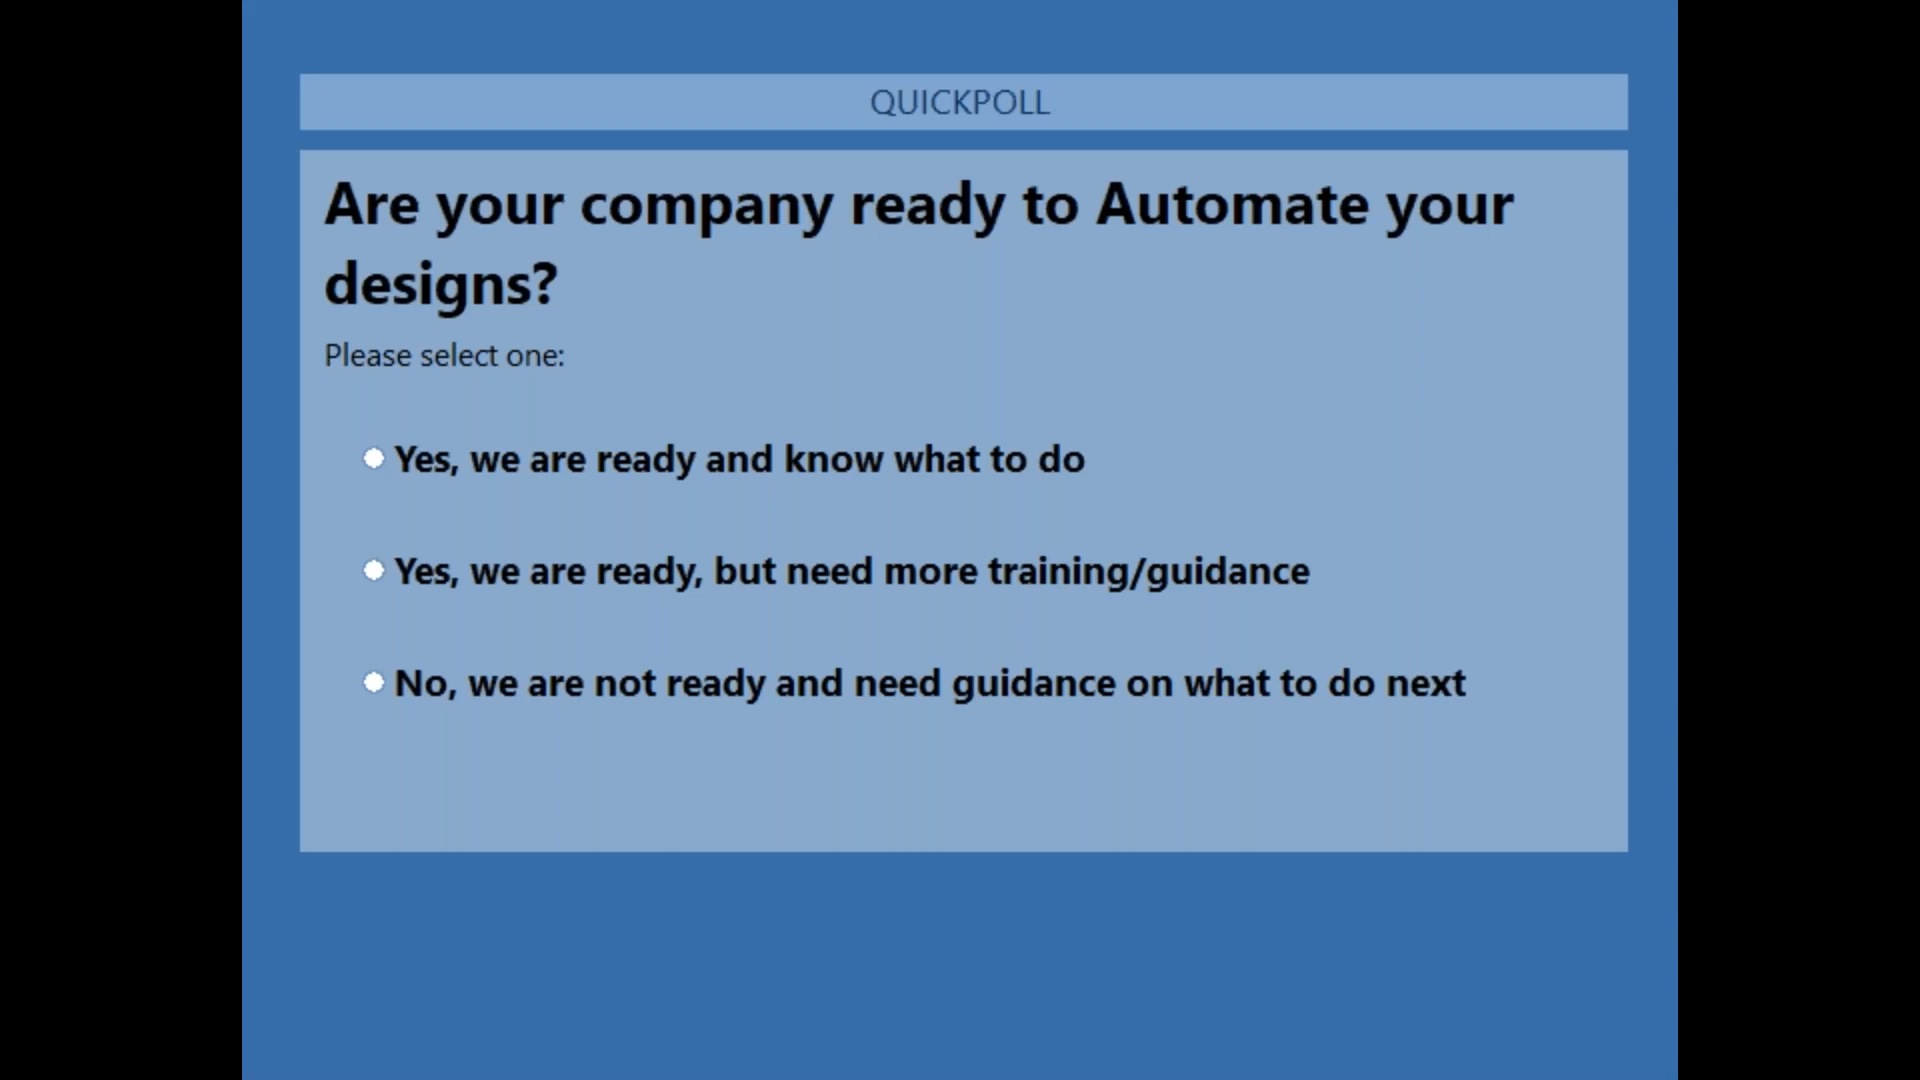 QUICKPOLL
Are your company ready to Automate your
designs?
Please select one:
Yes, we are ready and know what to do
Yes, we are ready, but need more training/guidance
No, we are not ready and need guidance on what to do next